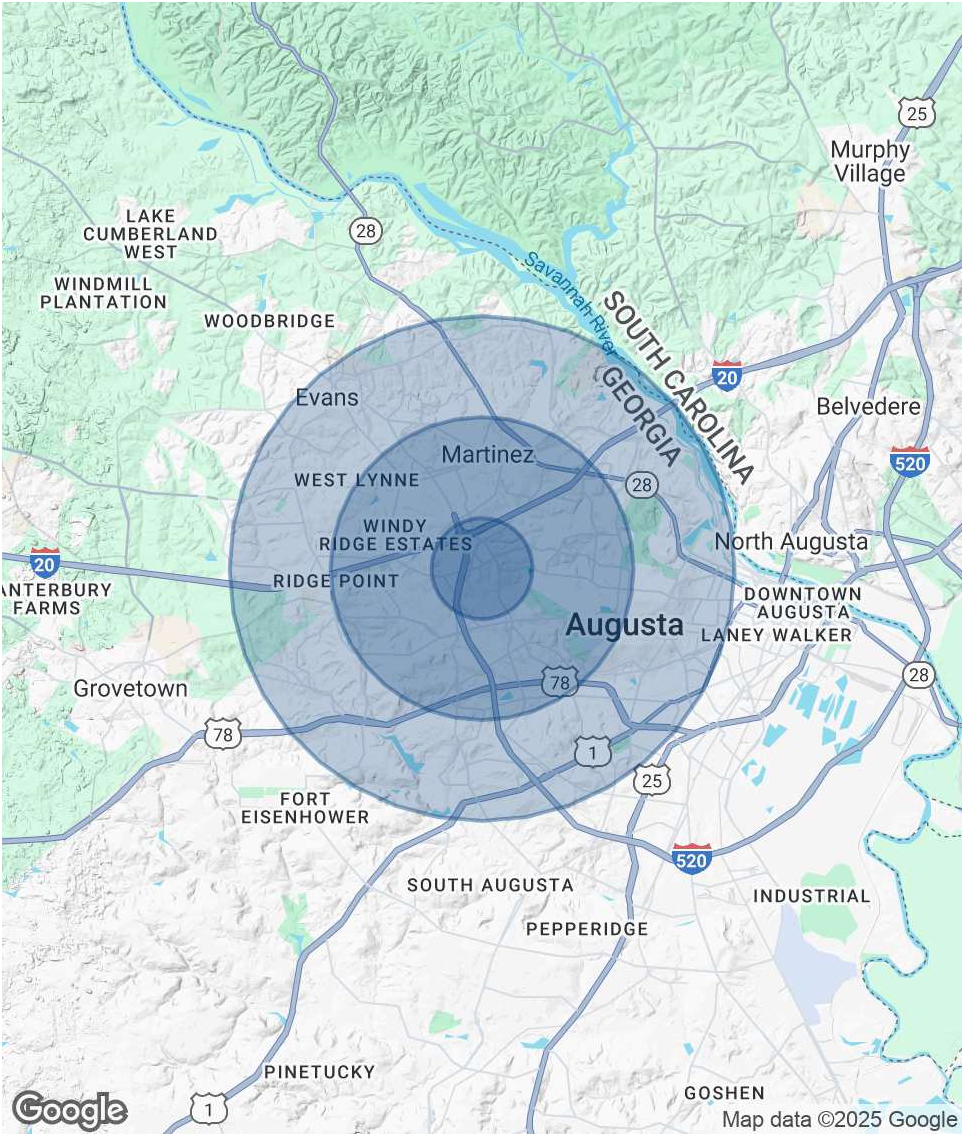 25
Murphy
Village
LAKE
CUMBERLAND
WEST
28
WINDMILL
PLANTATION
WOODBRIDGE
Savannah River
SOUTH CAROLINA
GEORGIA
20
Evans
Belvedere
Martinez
520
WEST LYNNE
28
WINDY
RIDGE ESTATES
North Augusta
20
RIDGE POINT
ANTERBURY
FARMS
DOWNTOWN
AUGUSTA
Augusta
LANEY WALKER
28
Grovetown
78
78
1
25
FORT
EISENHOWER
520
SOUTH AUGUSTA
INDUSTRIAL
PEPPERIDGE
PINETUCKY
GOSHEN
1
Google
Map data ©2025 Google